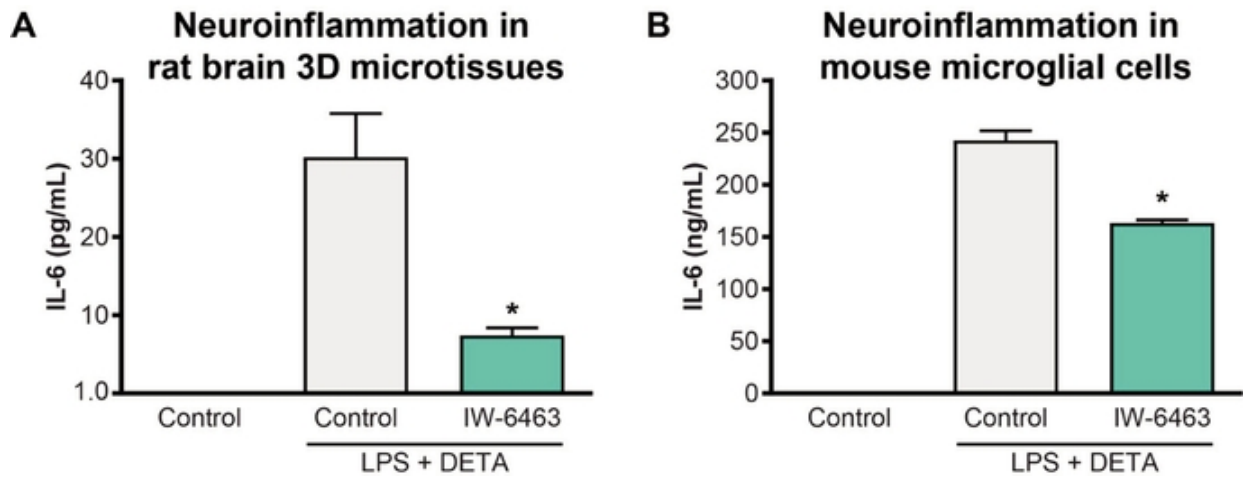 A
Neuroinflammation in
rat brain 3D microtissues
IL-6 (pg/mL)
40
30
20
10
1.0
*
Control
Control
IW-6463
LPS + DETA
B
Neuroinflammation in
mouse microglial cells
IL-6 (ng/mL)
300
250
200
150
100
50
0
*
Control
Control
IW-6463
LPS + DETA